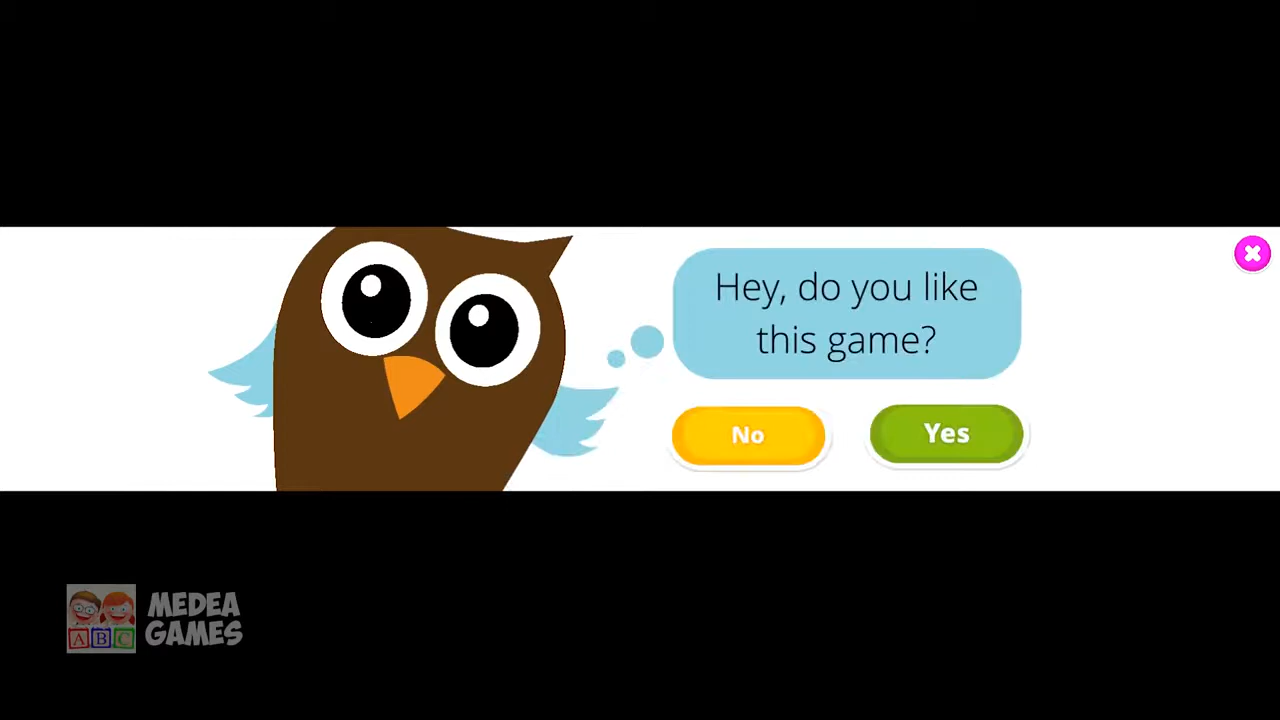 Hey, do you like
this game?
No
Yes
MEDEA
GAMES
A B C